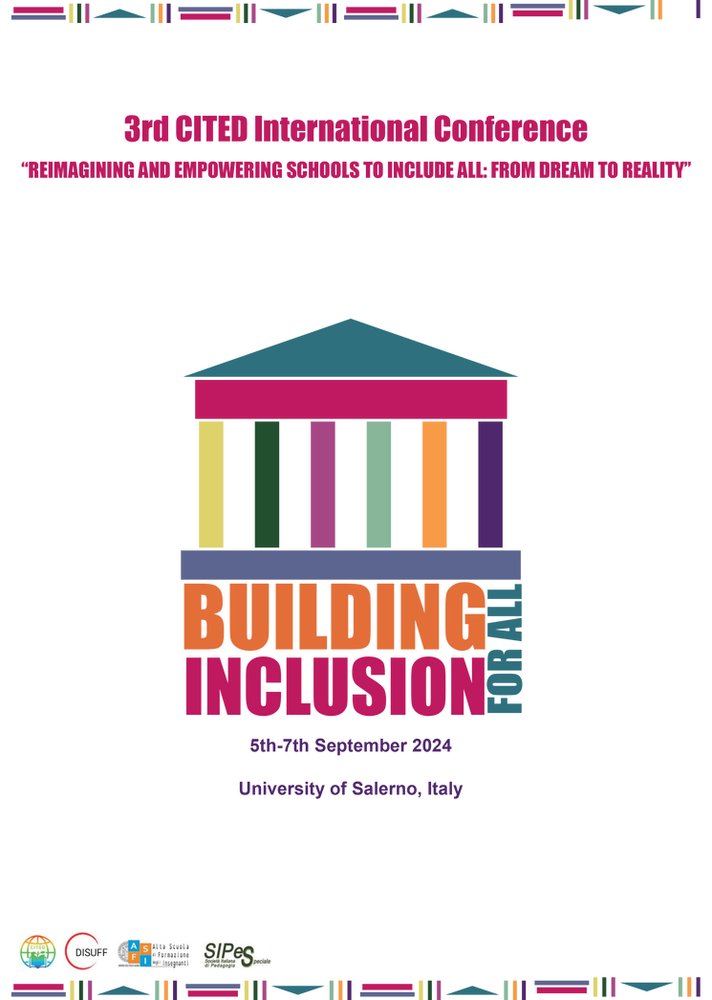 3rd CITED International Conference
“REIMAGINING AND EMPOWERING SCHOOLS TO INCLUDE ALL: FROM DREAM TO REALITY”
BUILDING
INCLUSION
FOR ALL
5th-7th September 2024
University of Salerno, Italy
CITED
DISUFF
A S
F I
Alta Scuola
di Formazione
degli Insegnanti
SIPeS
Società Italiana
di Pedagogia
Speciale